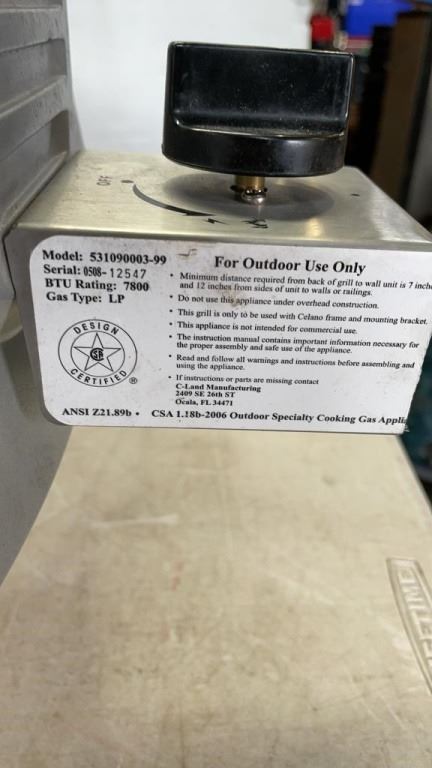 OFF
Model: 531090003-99
Serial: 0508-12547
BTU Rating: 7800
Gas Type: LP
DESIGN
CERTIFIED
®
For Outdoor Use Only
• Minimum distance required from back of grill to wall unit is 7 inch
and 12 inches from sides of unit to walls or railings.
• Do not use this appliance under overhead construction.
• This grill is only to be used with Celano frame and mounting bracket.
• This appliance is not intended for commercial use.
• The instruction manual contains important information necessary for
the proper assembly and safe use of the appliance.
• Read and follow all warnings and instructions before assembling and
using the appliance.
• If instructions or parts are missing contact
C-Land Manufacturing
2409 SE 26th ST
Ocala, FL 34471
ANSI Z21.89b • CSA 1.18b-2006 Outdoor Specialty Cooking Gas Appli